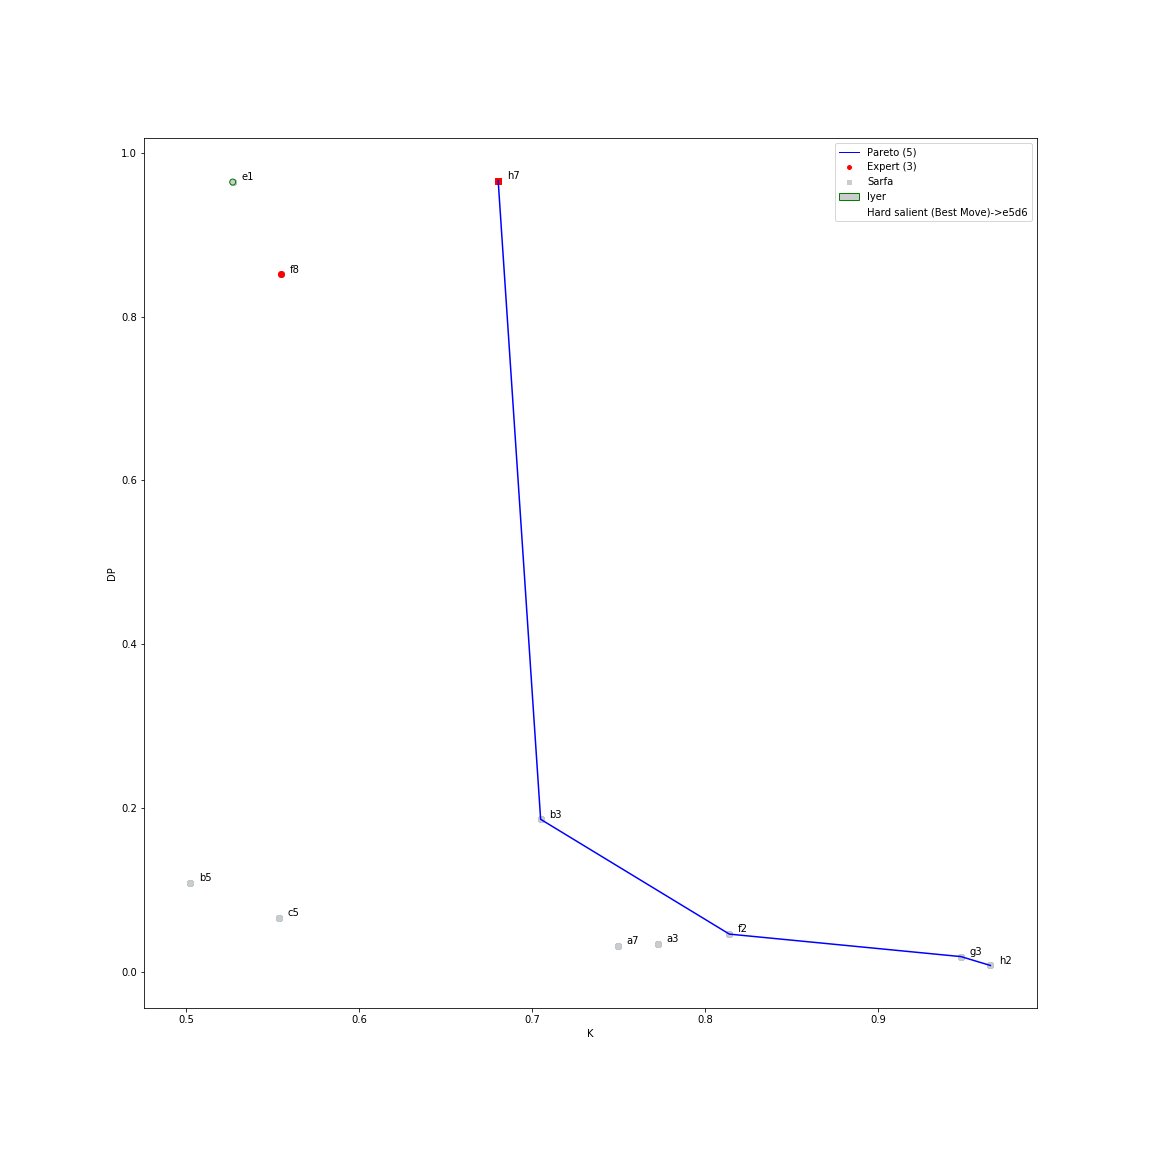 1.0
0.8
0.6
0.4
0.2
0.0
DP
e1
h7
f8
b3
b5
c5
a7
a3
f2
g3
h2
Pareto (5)
Expert (3)
Sarfa
Iyer
Hard salient (Best Move)->e5d6
0.5
0.6
0.7
0.8
0.9
K